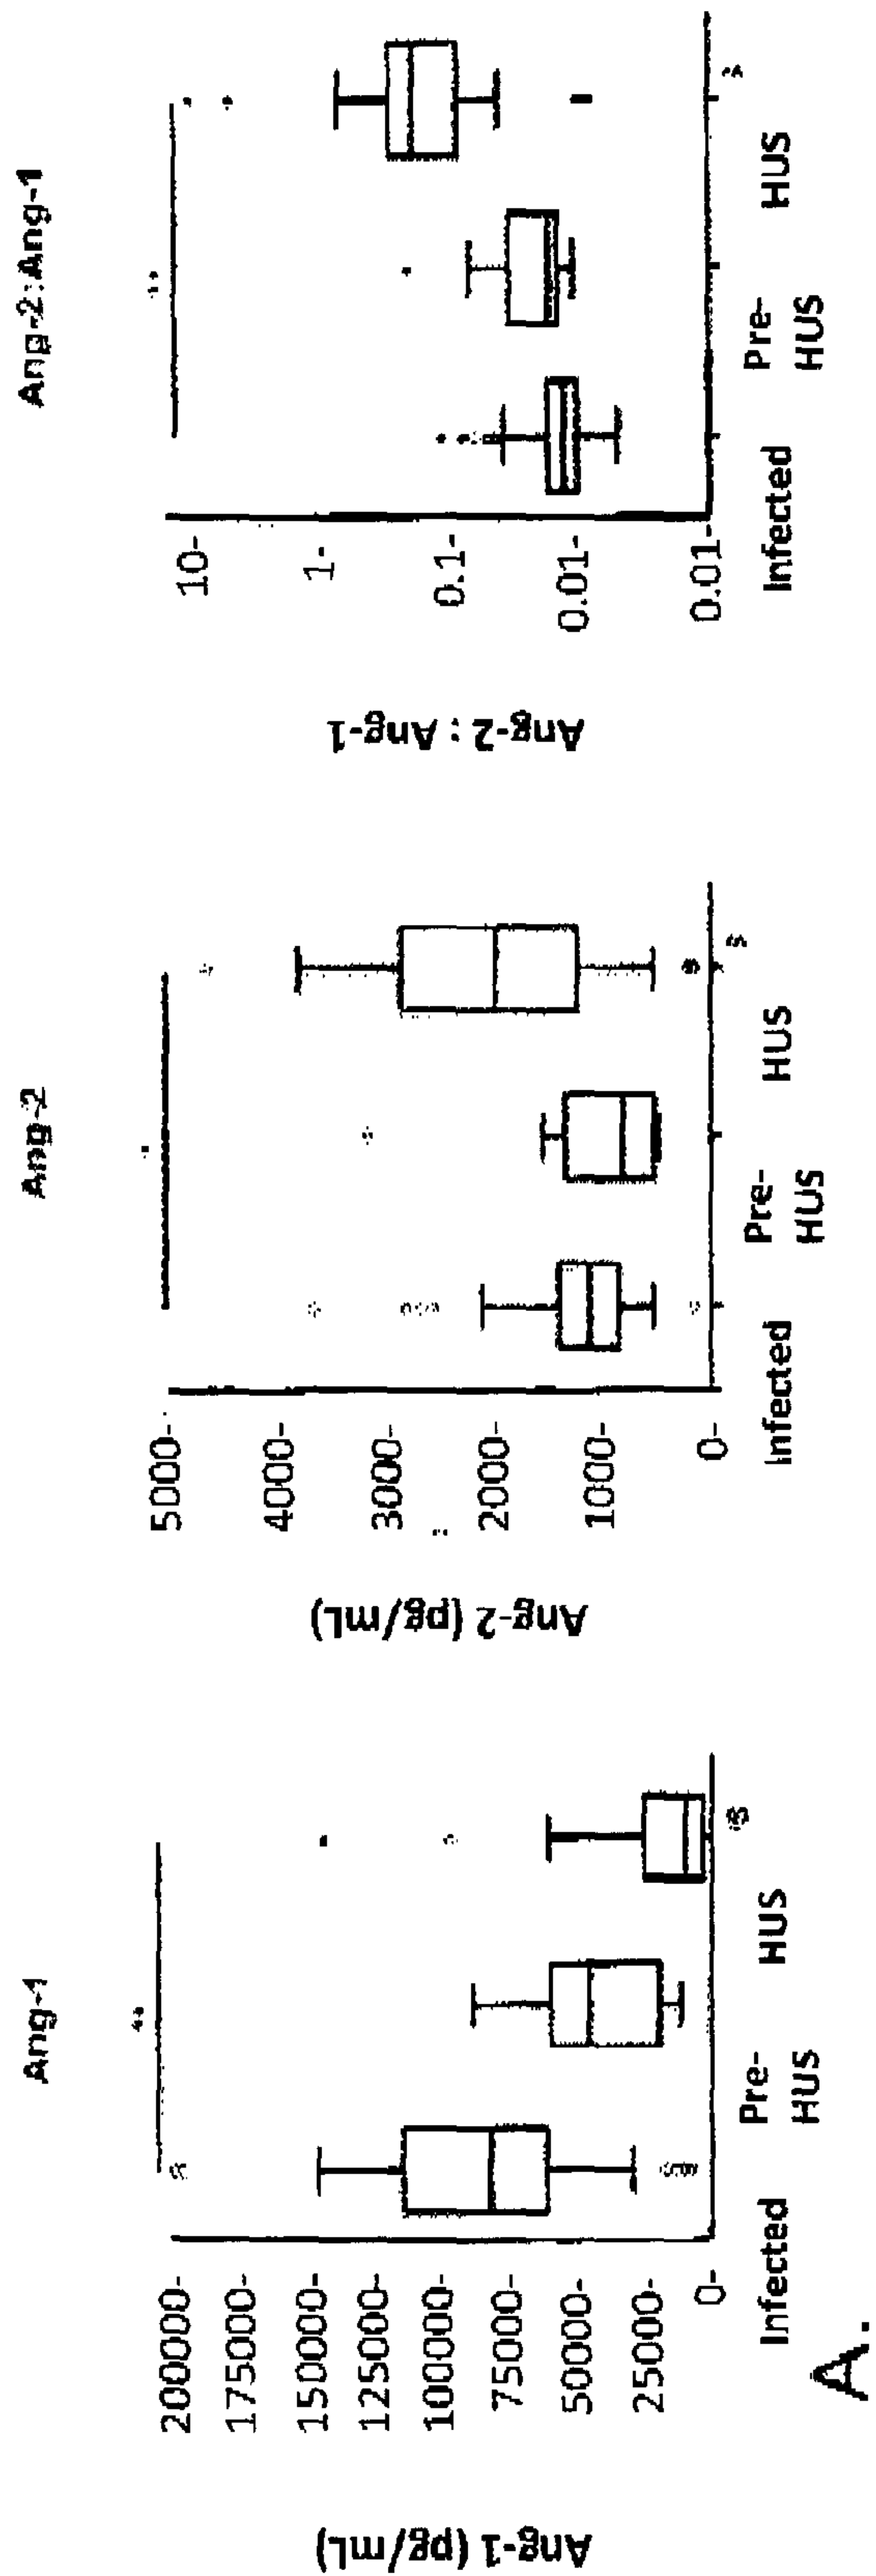 A.
Ang-1
Ang-1 (pg/mL)
200000-
175000-
150000-
125000-
100000-
75000-
50000-
25000-
0-
Infected
Pre-
HUS
HUS
Ang-2
Ang-2 (pg/mL)
5000-
4000-
3000-
2000-
1000-
0-
Infected
Pre-
HUS
HUS
Ang-2:Ang-1
Ang-2 : Ang-1
10-
1-
0.1-
0.01-
0.01-
Infected
Pre-
HUS
HUS